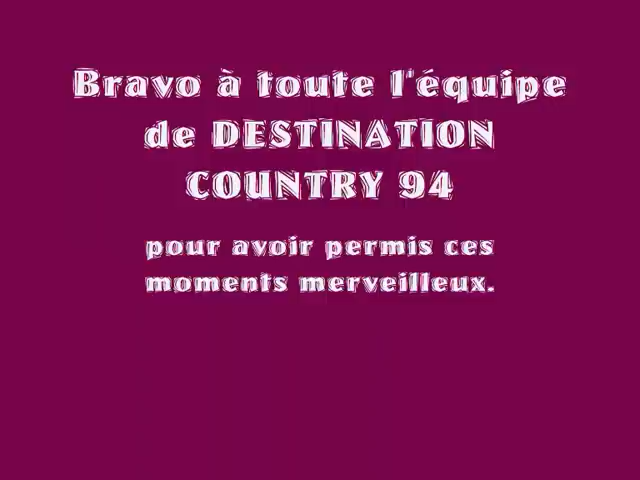 Bravo à toute l'équipe
de DESTINATION
COUNTRY 94
pour avoir permis ces
moments merveilleux.